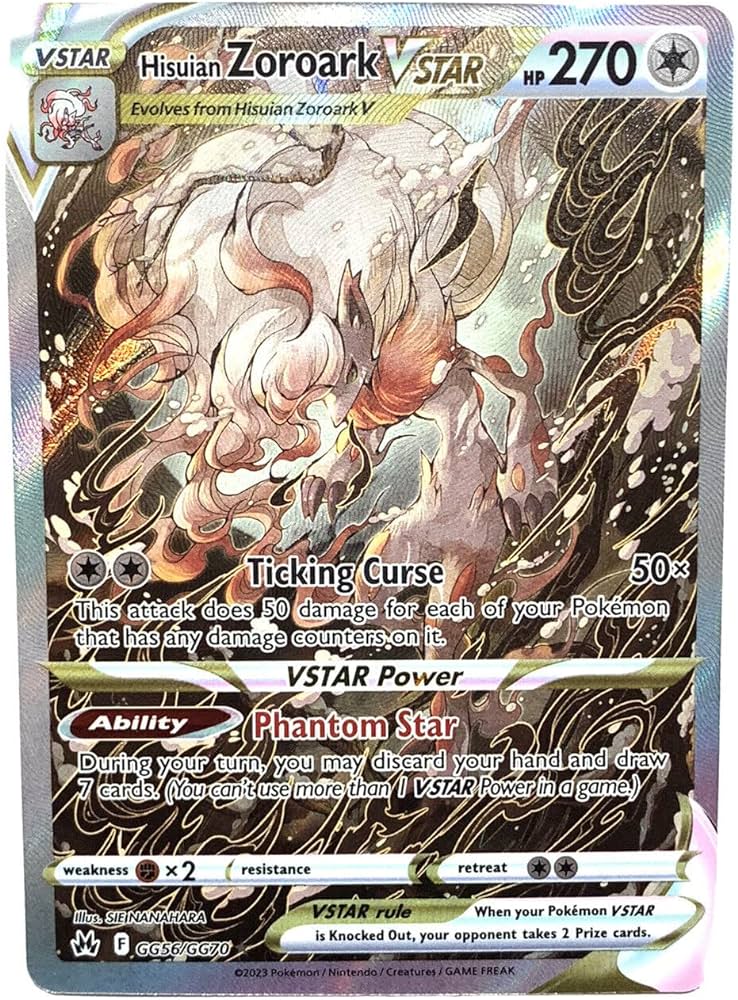 VSTAR
Hisuian Zoroark VSTAR HP 270
Evolves from Hisuian Zoroark V
Ticking Curse 50×
This attack does 50 damage for each of your Pokémon
that has any damage counters on it.
VSTAR Power
Ability Phantom Star
During your turn, you may discard your hand and draw
7 cards. (You can't use more than 1 VSTAR Power in a game.)
weakness ×2 resistance retreat
Illus. SIE NANAHARA
VSTAR rule When your Pokémon VSTAR
is Knocked Out, your opponent takes 2 Prize cards.
F GG56/GG70
©2023 Pokémon / Nintendo / Creatures / GAME FREAK